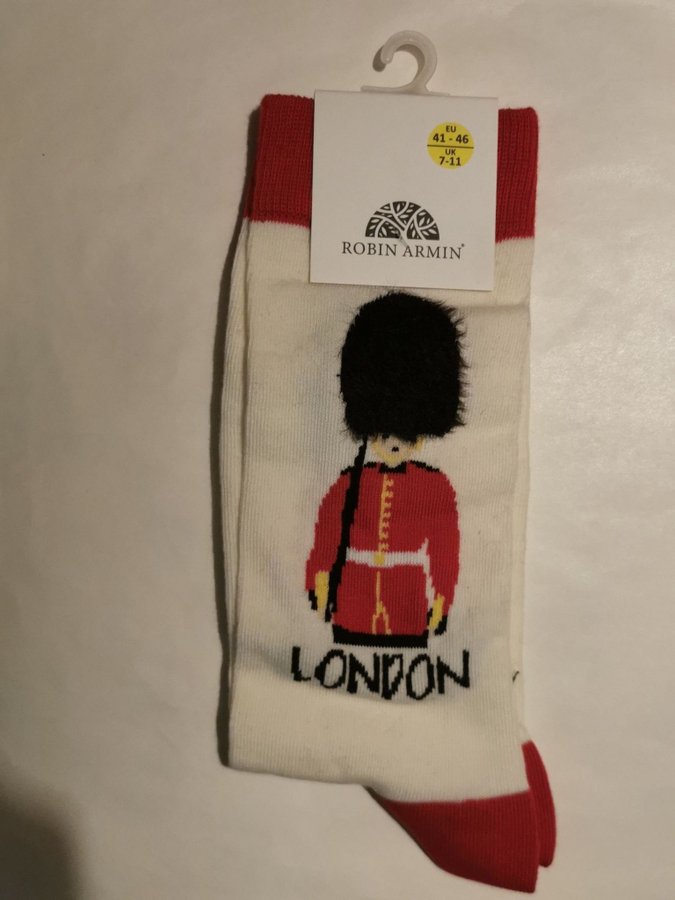 EU
41 - 46
UK
7-11
ROBIN ARMIN®
LONDON